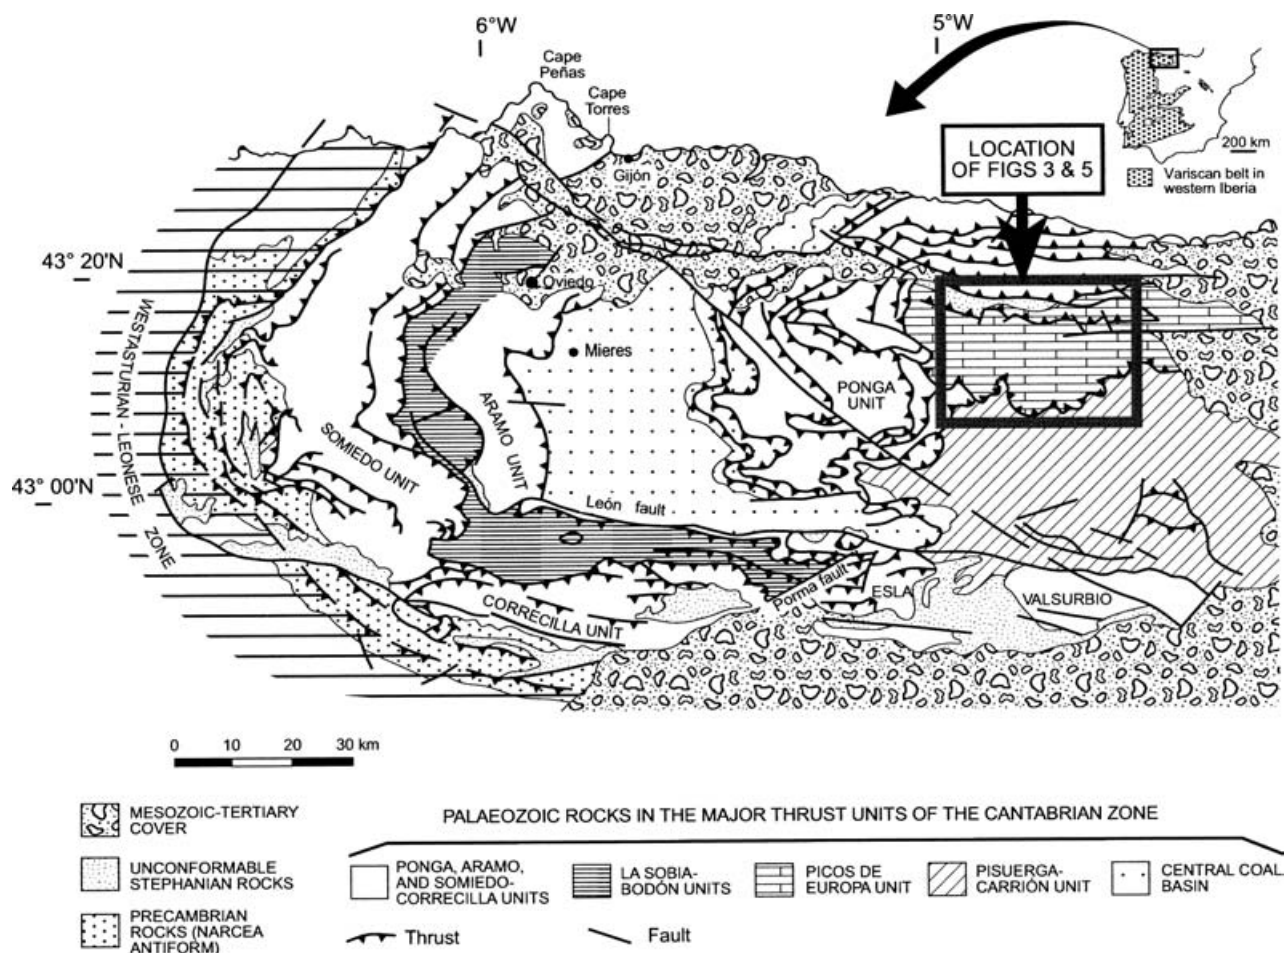 6°W
5°W
Cape
Peñas
Cape
Torres
Gijón
LOCATION
OF FIGS 3 & 5
200 km
Variscan belt in
western Iberia
43° 20'N
Oviedo
Mieres
WESTASTURIAN - LEONESE ZONE
PONGA
UNIT
ARAMO UNIT
SOMIEDO UNIT
43° 00'N
León fault
Porma fault
ESLA
VALSURBIO
CORRECILLA UNIT
0 10 20 30 km
MESOZOIC-TERTIARY
COVER
UNCONFORMABLE
STEPHANIAN ROCKS
PRECAMBRIAN
ROCKS (NARCEA
ANTIFORM)
PALAEOZOIC ROCKS IN THE MAJOR THRUST UNITS OF THE CANTABRIAN ZONE
PONGA, ARAMO,
AND SOMIEDO-
CORRECILLA UNITS
LA SOBIA-
BODÓN UNITS
PICOS DE
EUROPA UNIT
PISUERGA-
CARRIÓN UNIT
CENTRAL COAL
BASIN
Thrust
Fault